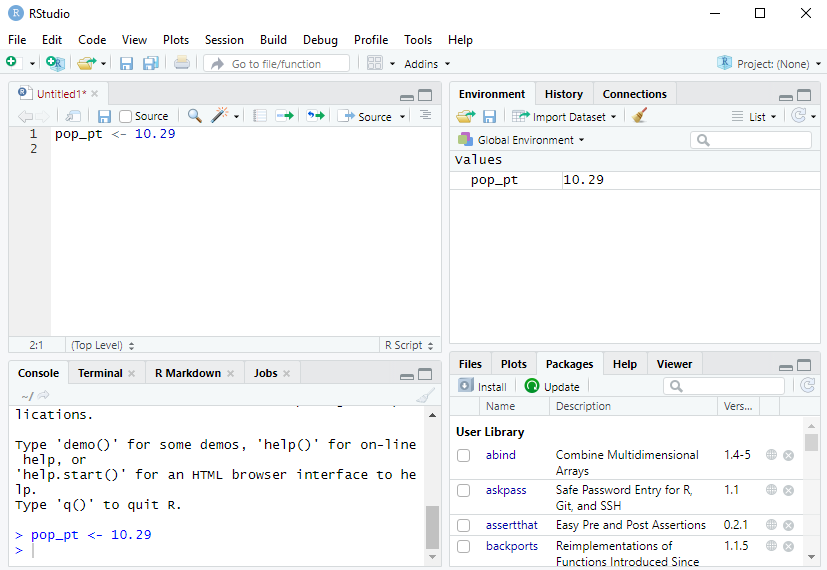 RStudio
File Edit Code View Plots Session Build Debug Profile Tools Help
Go to file/function Addins Project: (None)
Untitled1*
Source Source
1 pop_pt <- 10.29
2
2:1 (Top Level) R Script
Console Terminal R Markdown Jobs
~/
lications.
Type 'demo()' for some demos, 'help()' for on-line
help, or
'help.start()' for an HTML browser interface to he
lp.
Type 'q()' to quit R.
> pop_pt <- 10.29
>
Environment History Connections
Import Dataset List
Global Environment
Values
pop_pt 10.29
Files Plots Packages Help Viewer
Install Update
Name Description Vers...
User Library
abind Combine Multidimensional 1.4-5
Arrays
askpass Safe Password Entry for R, 1.1
Git, and SSH
assertthat Easy Pre and Post Assertions 0.2.1
backports Reimplementations of 1.1.5
Functions Introduced Since